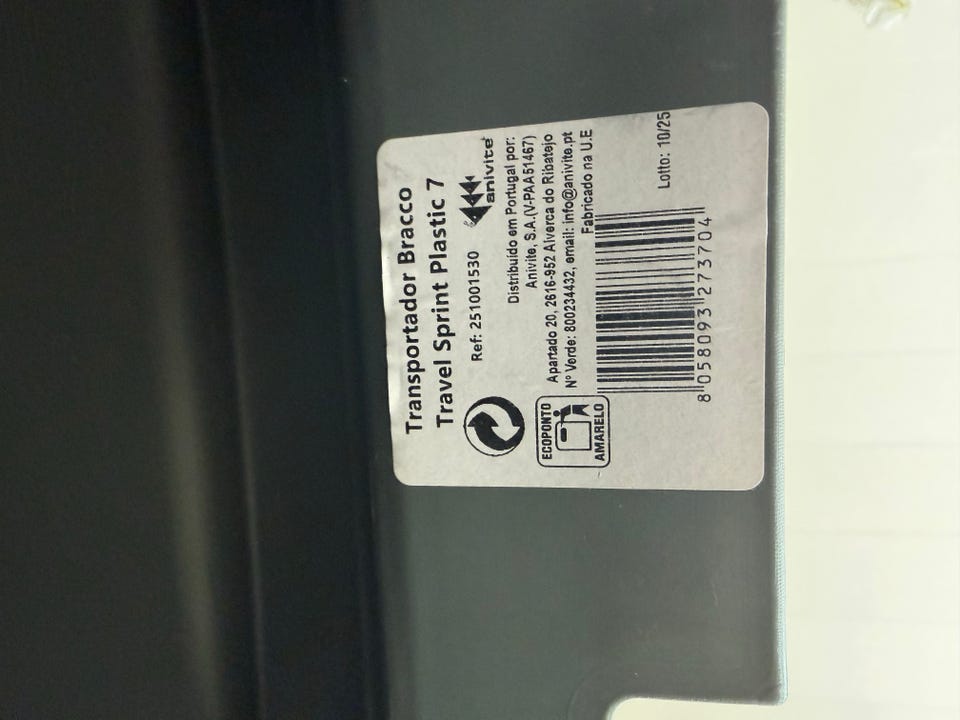 Transportador Bracco
Travel Sprint Plastic 7
Ref: 251001530
anivite
Distribuído em Portugal por:
Anivite, S.A.(V-PAA51467)
Apartado 20, 2616-952 Alverca do Ribatejo
Nº Verde: 800234432, email: info@anivite.pt
Fabricado na U.E
ECOPONTO
AMARELO
Lotto: 10/25
8 058093 273704